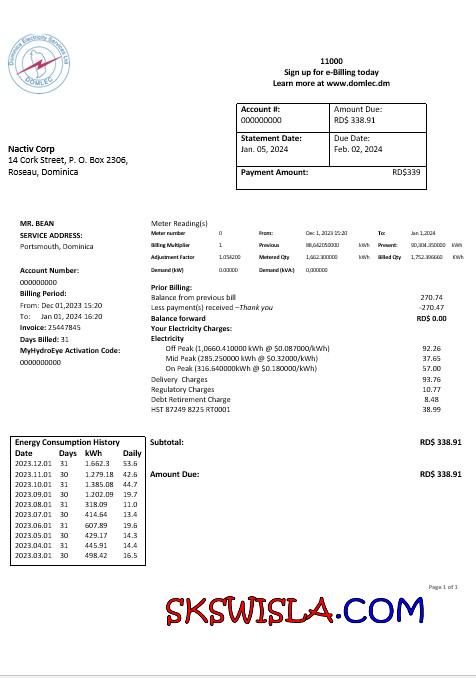 Dominica Electricity Services Ltd
DOMLEC
11000
Sign up for e-Billing today
Learn more at www.domlec.dm
Account #: Amount Due:
000000000 RD$ 338.91
Statement Date: Due Date:
Jan. 05, 2024 Feb. 02, 2024
Payment Amount: RD$339
Nactiv Corp
14 Cork Street, P. O. Box 2306,
Roseau, Dominica
MR. BEAN
SERVICE ADDRESS:
Portsmouth, Dominica
Account Number:
000000000
Billing Period:
From: Dec 01,2023 15:20
To: Jan 01, 2024 16:20
Invoice: 25447845
Days Billed: 31
MyHydroEye Activation Code:
0000000000
Meter Reading(s)
Meter number 0 From: Dec 1, 2023 15:20 To: Jan 1,2024
Billing Multiplier 1. Previous 88,642050000 kWh Present: 90,304.350000 kWh
Adjustment Factor 1.054200 Metered Qty 1,662.300000 kWh Billed Qty 1,752.396660 KWh
Demand (kW) 0.00000 Demand (kVA) 0,000000
Prior Billing:
Balance from previous bill 270.74
Less payment(s) received –Thank you -270.47
Balance forward RD$ 0.00
Your Electricity Charges:
Electricity
Off Peak (1,0660.410000 kWh @ $0.087000/kWh) 92.26
Mid Peak (285.250000 kWh @ $0.32000/kWh) 37.65
On Peak (316.640000kWh @ $0.180000/kWh) 57.00
Delivery Charges 93.76
Regulatory Charges 10.77
Debt Retirement Charge 8.48
HST 87249 8225 RT0001 38.99
Subtotal: RD$ 338.91
Amount Due: RD$ 338.91
Energy Consumption History
Date Days kWh Daily
2023.12.01 31 1.662.3 53.6
2023.11.01 30 1.279.18 42.6
2023.10.01 31 1.385.08 44.7
2023.09.01 30 1.202.09 19.7
2023.08.01 31 318.09 11.0
2023.07.01 30 414.64 13.4
2023.06.01 31 607.89 19.6
2023.05.01 30 429.17 14.3
2023.04.01 31 445.91 14.4
2023.03.01 30 498.42 16.5
Page 1 of 1
SKSWISLA.COM